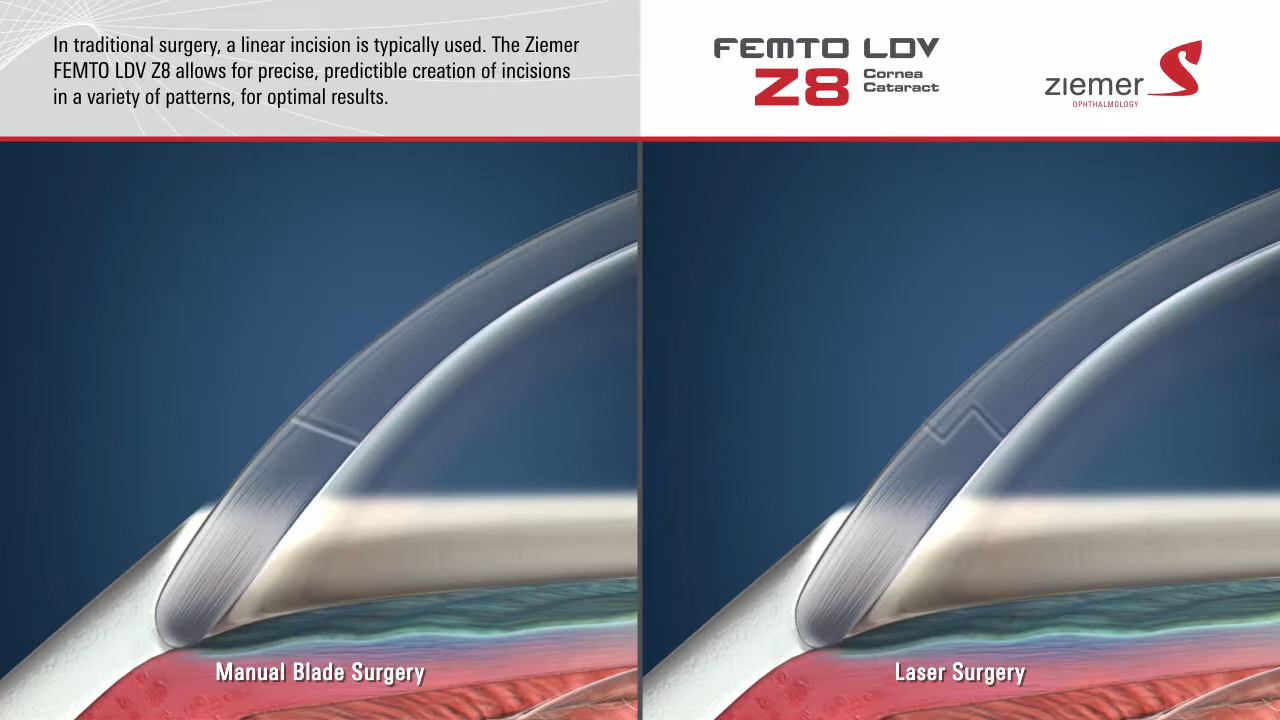 In traditional surgery, a linear incision is typically used. The Ziemer
FEMTO LDV Z8 allows for precise, predictible creation of incisions
in a variety of patterns, for optimal results.
FEMTO LDV
Z8 Cornea
Cataract
ziemer
OPHTHALMOLOGY
Manual Blade Surgery
Laser Surgery